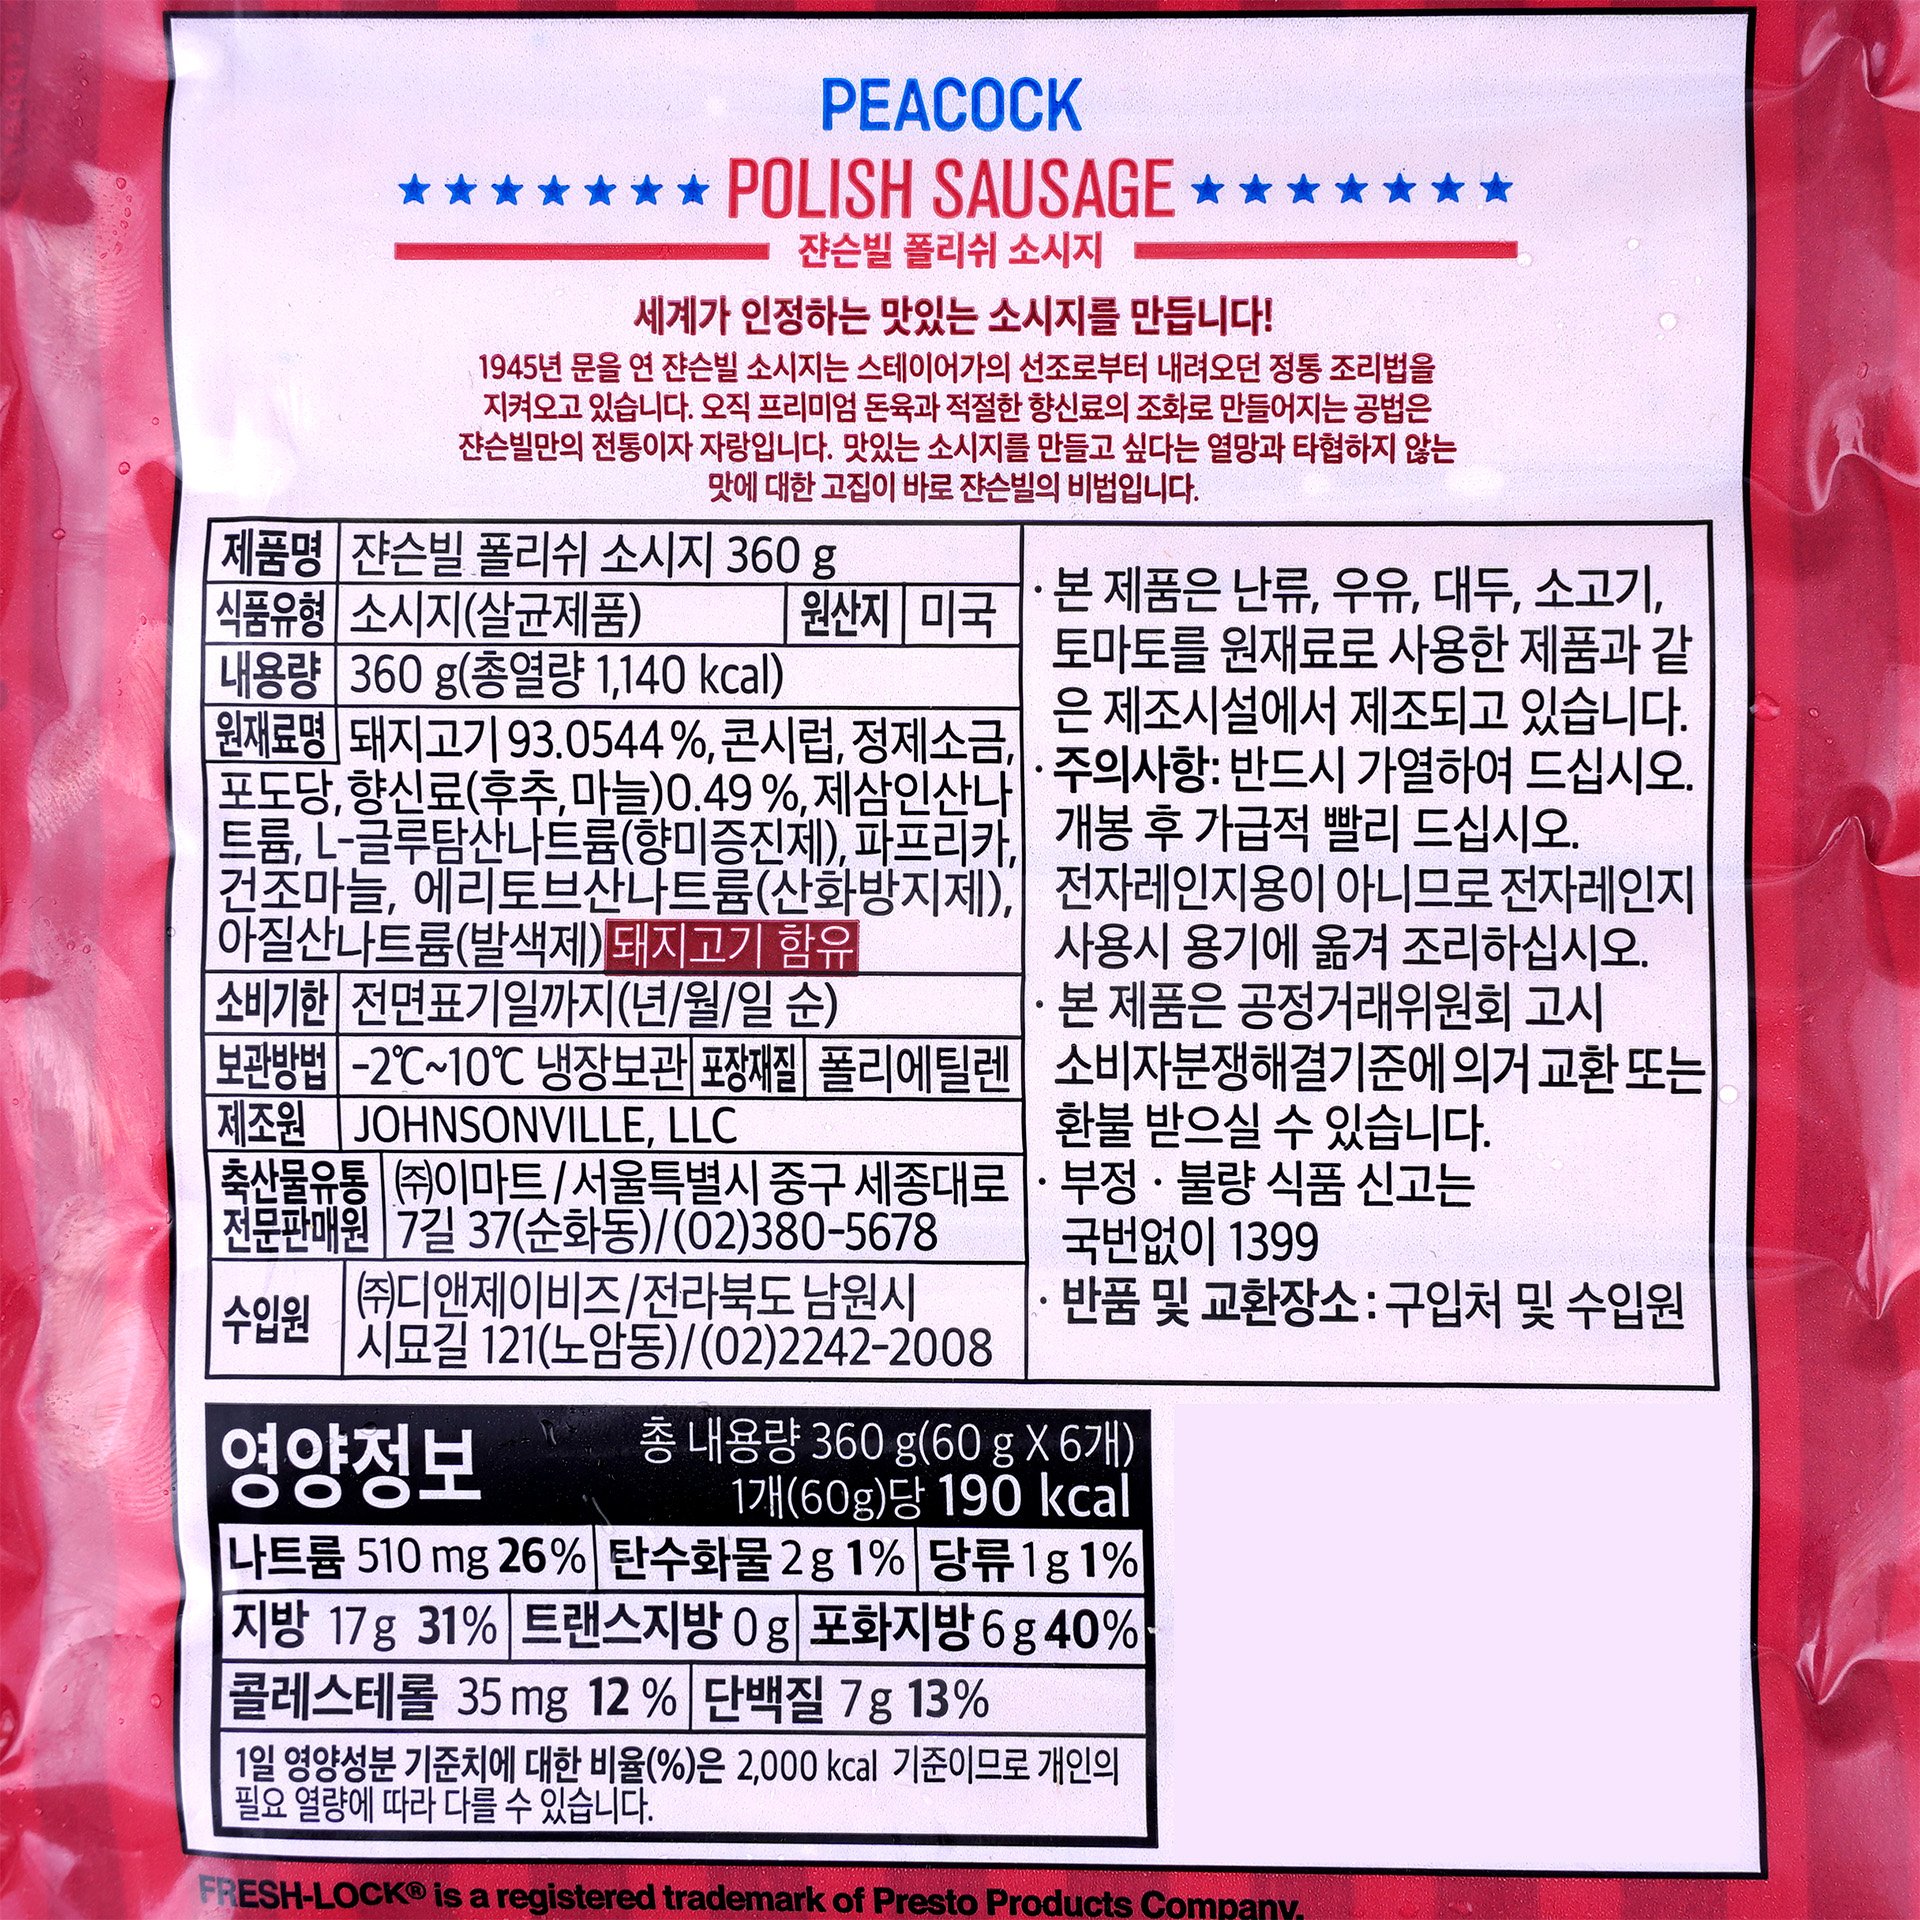 PEACOCK
POLISH SAUSAGE
쟌슨빌 폴리쉬 소시지
세계가 인정하는 맛있는 소시지를 만듭니다!
1945년 문을 연 쟌슨빌 소시지는 스테이어가의 선조로부터 내려오던 정통 조리법을
지켜오고 있습니다. 오직 프리미엄 돈육과 적절한 향신료의 조화로 만들어지는 공법은
쟌슨빌만의 전통이자 자랑입니다. 맛있는 소시지를 만들고 싶다는 열망과 타협하지 않는
맛에 대한 고집이 바로 쟌슨빌의 비법입니다.
제품명 쟌슨빌 폴리쉬 소시지 360 g
식품유형 소시지(살균제품) 원산지 미국
내용량 360 g(총열량 1,140 kcal)
원재료명 돼지고기 93.0544 %, 콘시럽, 정제소금,
포도당, 향신료(후추, 마늘)0.49 %, 제삼인산나
트륨, L-글루탐산나트륨(향미증진제), 파프리카,
건조마늘, 에리토브산나트륨(산화방지제),
아질산나트륨(발색제) 돼지고기 함유
소비기한 전면표기일까지(년/월/일 순)
보관방법 -2℃~10℃ 냉장보관 포장재질 폴리에틸렌
제조원 JOHNSONVILLE, LLC
축산물유통 ㈜이마트 / 서울특별시 중구 세종대로
전문판매원 7길 37(순화동)/(02)380-5678
수입원 ㈜디앤제이비즈/전라북도 남원시
시묘길 121(노암동)/(02)2242-2008
· 본 제품은 난류, 우유, 대두, 소고기,
토마토를 원재료로 사용한 제품과 같
은 제조시설에서 제조되고 있습니다.
· 주의사항: 반드시 가열하여 드십시오.
개봉 후 가급적 빨리 드십시오.
전자레인지용이 아니므로 전자레인지
사용시 용기에 옮겨 조리하십시오.
· 본 제품은 공정거래위원회 고시
소비자분쟁해결기준에 의거 교환 또는
환불 받으실 수 있습니다.
· 부정 · 불량 식품 신고는
국번없이 1399
· 반품 및 교환장소 : 구입처 및 수입원
영양정보 총 내용량 360 g(60 g X 6개)
1개(60g)당 190 kcal
나트륨 510 mg 26% 탄수화물 2 g 1% 당류 1 g 1%
지방 17 g 31% 트랜스지방 0 g 포화지방 6 g 40%
콜레스테롤 35 mg 12 % 단백질 7 g 13%
1일 영양성분 기준치에 대한 비율(%)은 2,000 kcal 기준이므로 개인의
필요 열량에 따라 다를 수 있습니다.
FRESH-LOCK® is a registered trademark of Presto Products Company.